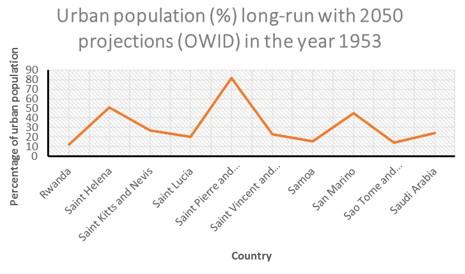 Urban population (%) long-run with 2050
projections (OWID) in the year 1953
Percentage of urban population
90
80
70
60
50
40
30
20
10
0
Rwanda
Saint Helena
Saint Kitts and Nevis
Saint Lucia
Saint Pierre and...
Saint Vincent and...
Samoa
San Marino
Sao Tome and...
Saudi Arabia
Country